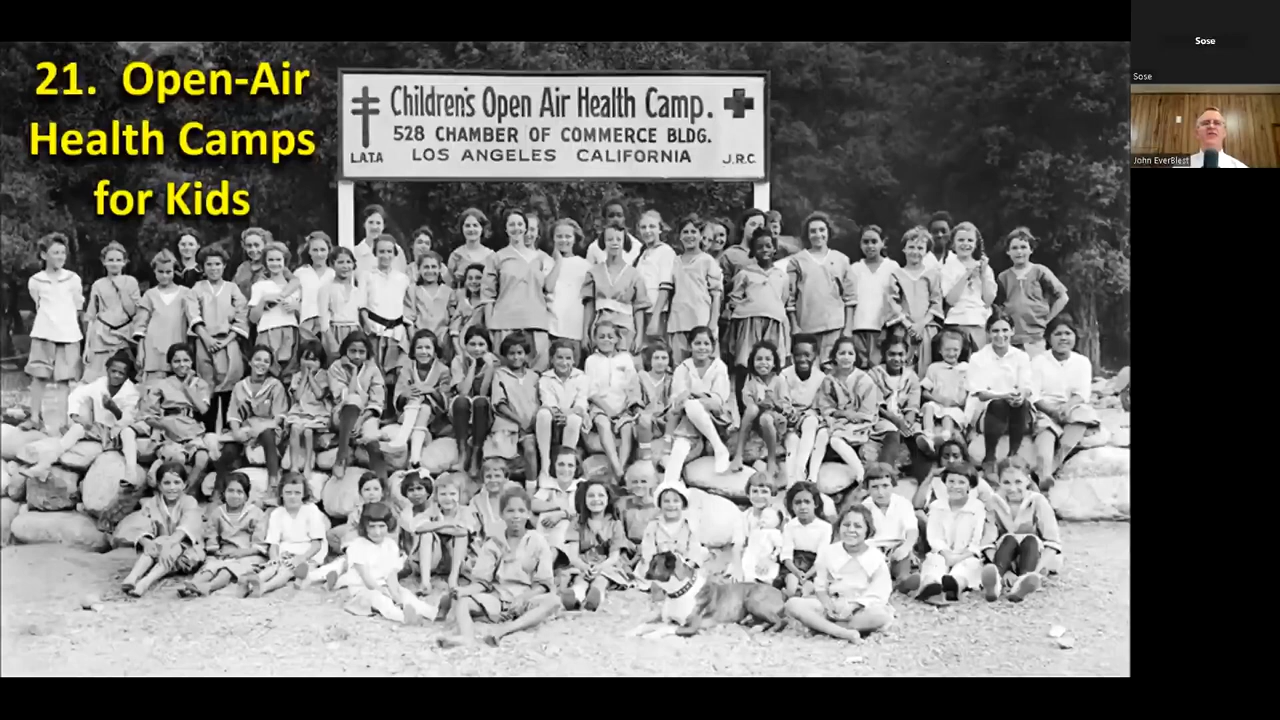 21. Open-Air
Health Camps
for Kids
Children's Open Air Health Camp.
528 CHAMBER OF COMMERCE BLDG.
L.A.T.A LOS ANGELES CALIFORNIA J.R.C.
Sose
Sose
John EverBlest